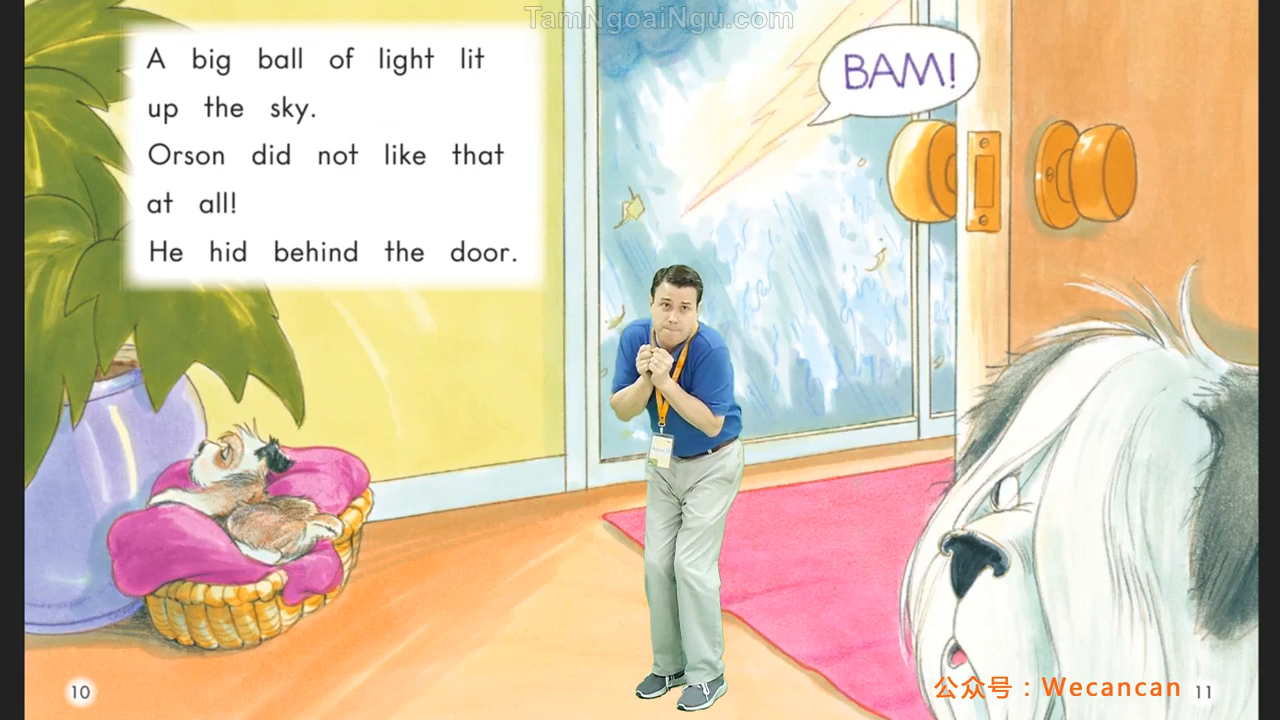 TamNgoaiNgu.com
A big ball of light lit
up the sky.
Orson did not like that
at all!
He hid behind the door.
BAM!
10
公众号：Wecancan
11